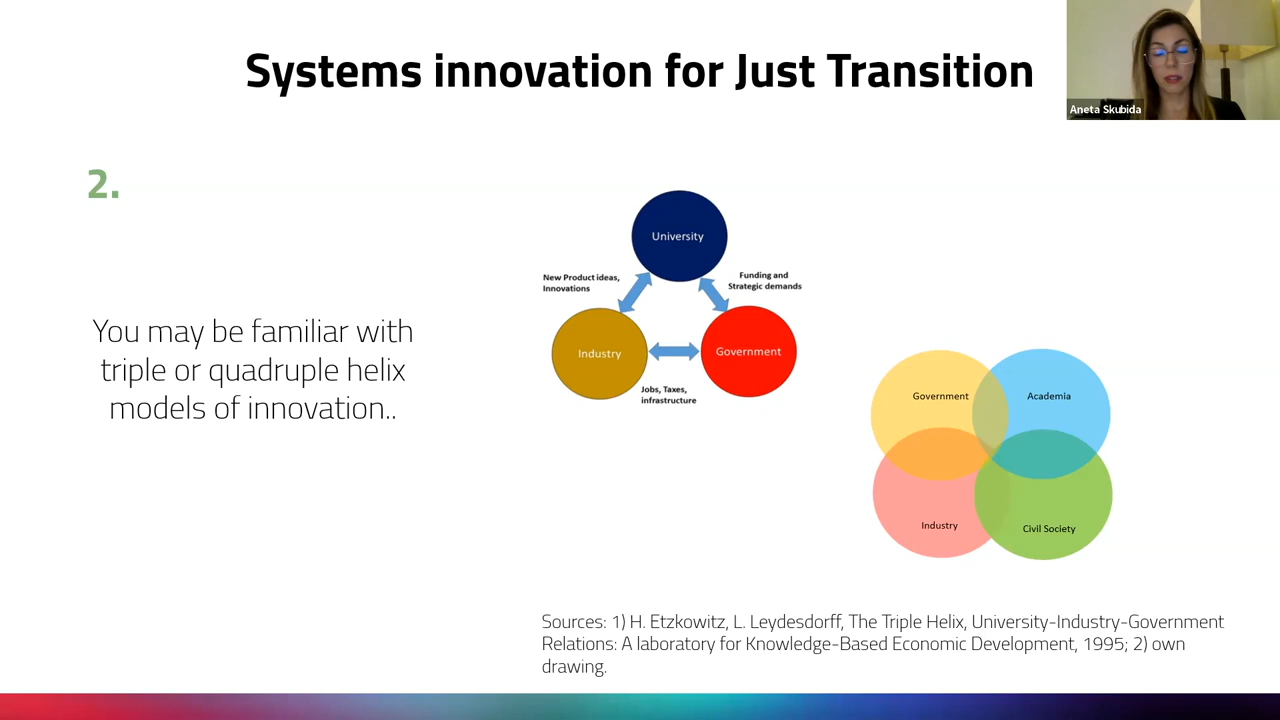 Systems innovation for Just Transition
Aneta Skubida
2.
You may be familiar with
triple or quadruple helix
models of innovation..
University
New Product ideas,
Innovations
Funding and
Strategic demands
Industry
Government
Jobs, Taxes,
infrastructure
Government
Academia
Industry
Civil Society
Sources: 1) H. Etzkowitz, L. Leydesdorff, The Triple Helix, University-Industry-Government
Relations: A laboratory for Knowledge-Based Economic Development, 1995; 2) own
drawing.